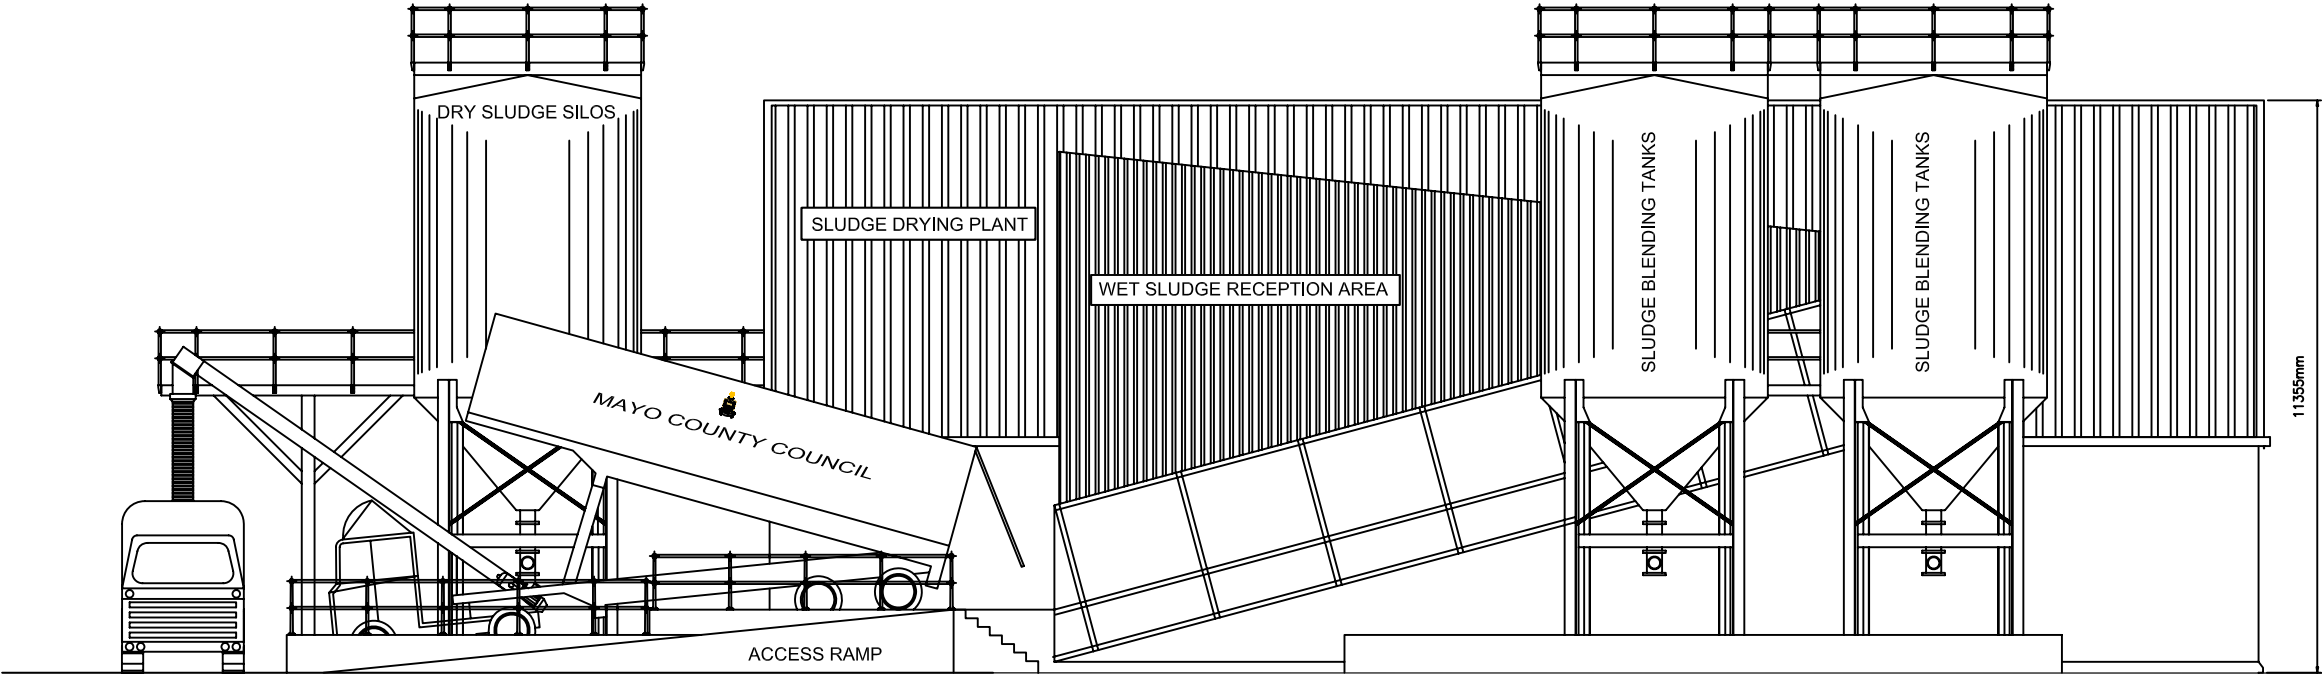 DRY SLUDGE SILOS
SLUDGE DRYING PLANT
WET SLUDGE RECEPTION AREA
SLUDGE BLENDING TANKS
SLUDGE BLENDING TANKS
MAYO COUNTY COUNCIL
ACCESS RAMP
11355mm